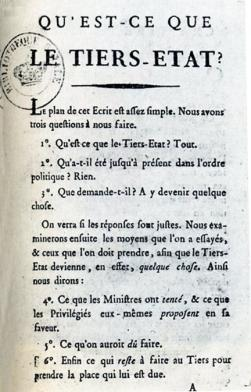 QU'EST-CE QUE
LE TIERS-ETAT?
LE plan de cet Ecrit est assez simple. Nous avons
trois questions à nous faire.
1°. Qu'est-ce que le Tiers-Etat? Tout.
2°. Qu'a-t-il été jusqu'à présent dans l'ordre
politique? Rien.
3°. Que demande-t-il? A y devenir quelque
chose.
On verra si les réponses sont justes. Nous exa-
minerons ensuite les moyens que l'on a essayés,
& ceux que l'on doit prendre, afin que le Tiers-
Etat devienne, en effet, quelque chose. Ainsi
nous dirons:
4°. Ce que les Ministres ont tenté, & ce que
les Privilégiés eux-mêmes proposent en sa
faveur.
5°. Ce qu'on auroit dû faire.
6°. Enfin ce qui reste à faire au Tiers pour
prendre la place qui lui est due.
A